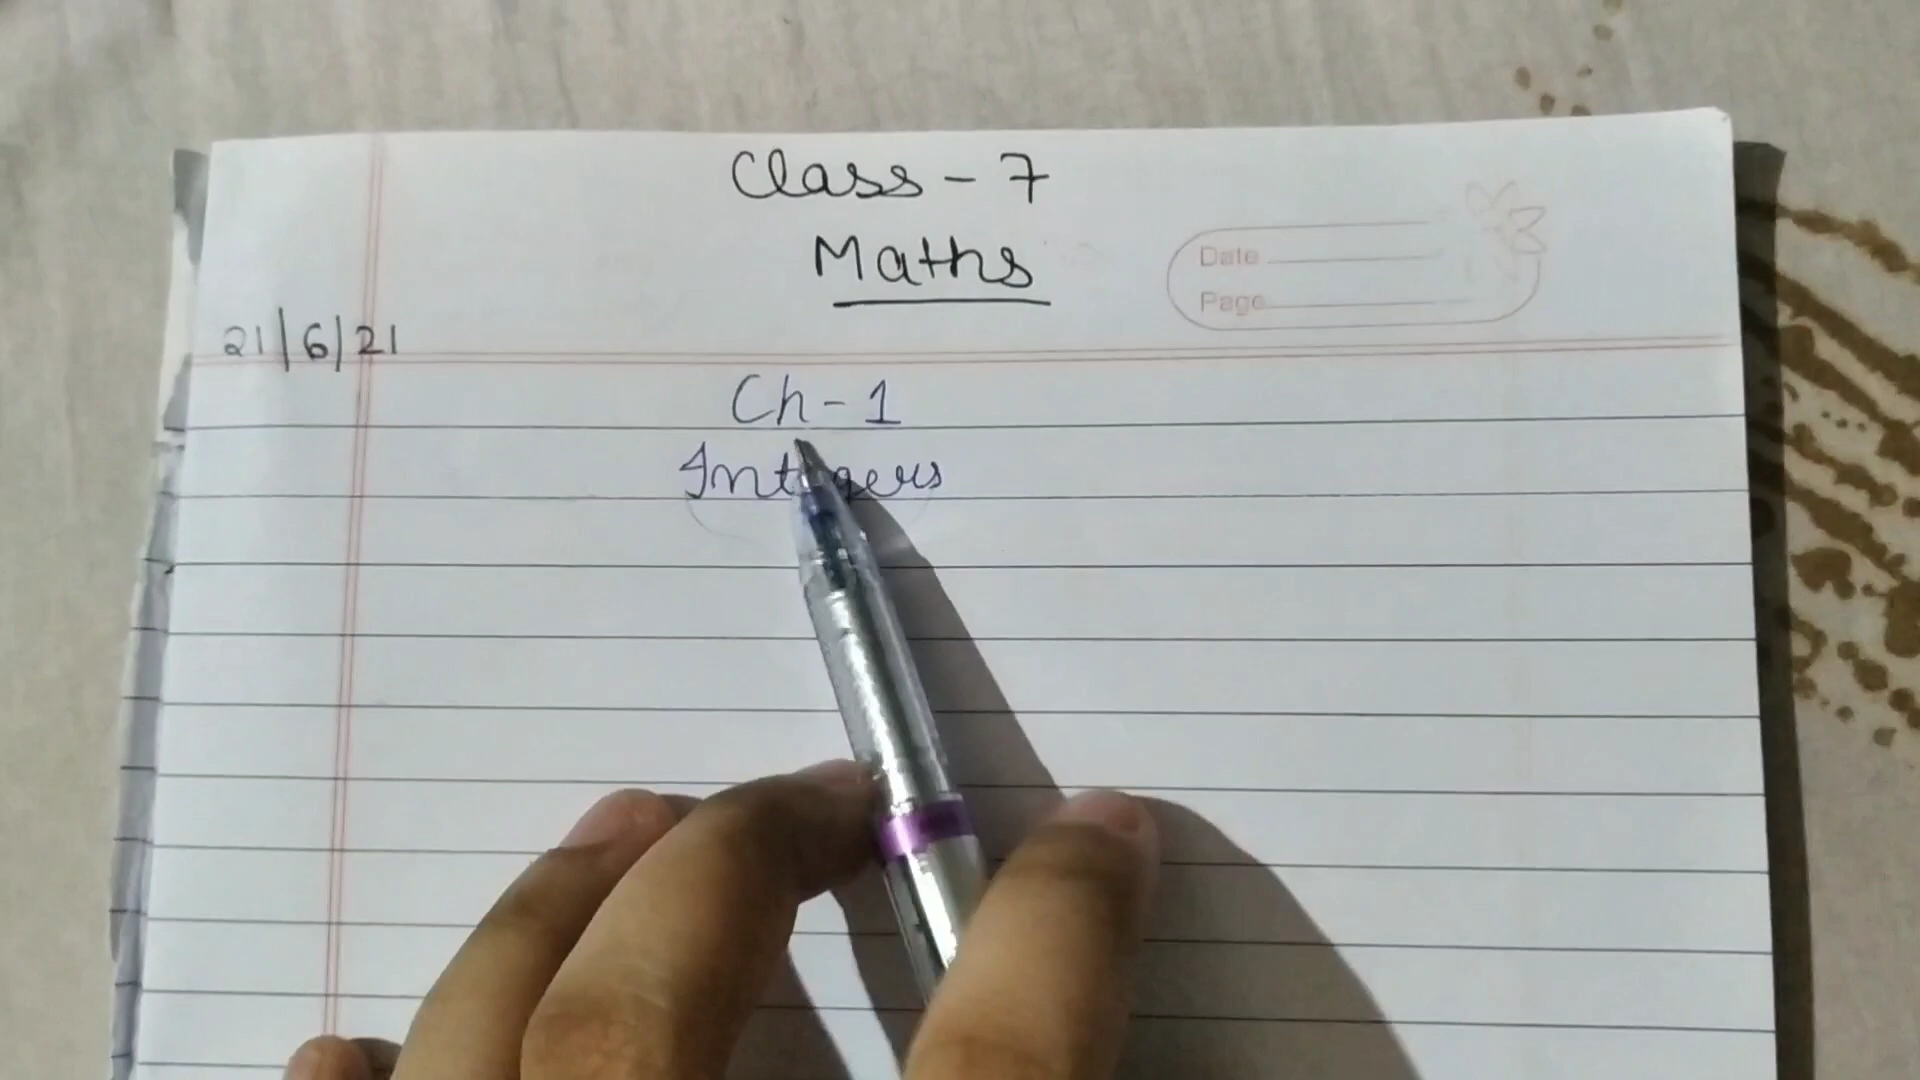 Class - 7
Maths
Date
Page
21/6/21
Ch - 1
Integers